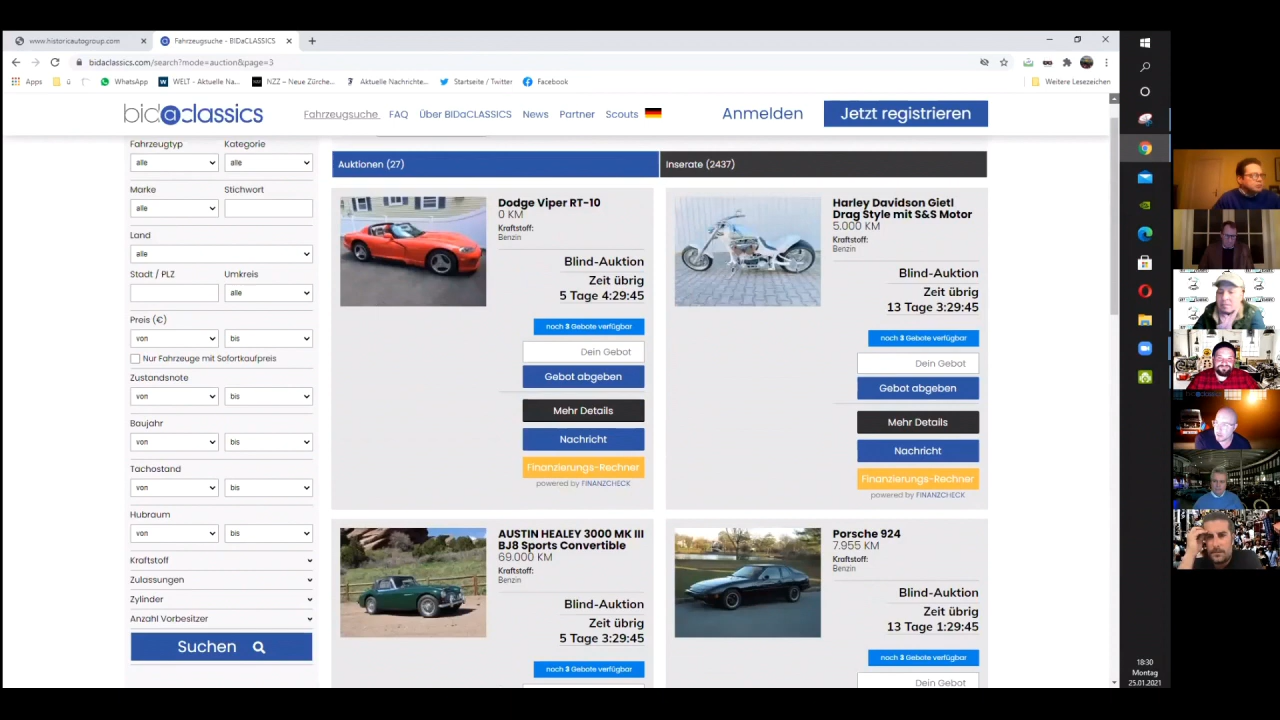 www.historicautogroup.com
Fahrzeugsuche - BIDaCLASSICS
bidaclassics.com/search?mode=auction&page=3
Apps
ü
WhatsApp
WELT - Aktuelle Na...
NZZ – Neue Zürche...
Aktuelle Nachrichte...
Startseite / Twitter
Facebook
Weitere Lesezeichen
bidaclassics
Fahrzeugsuche
FAQ
Über BIDaCLASSICS
News
Partner
Scouts
Anmelden
Jetzt registrieren
Fahrzeugtyp
Kategorie
alle
alle
Marke
Stichwort
alle
Land
alle
Stadt / PLZ
Umkreis
alle
Preis (€)
von
bis
Nur Fahrzeuge mit Sofortkaufpreis
Zustandsnote
von
bis
Baujahr
von
bis
Tachostand
von
bis
Hubraum
von
bis
Kraftstoff
Zulassungen
Zylinder
Anzahl Vorbesitzer
Suchen
Auktionen (27)
Inserate (2437)
Dodge Viper RT-10
0 KM
Kraftstoff:
Benzin
Blind-Auktion
Zeit übrig
5 Tage 4:29:45
noch 3 Gebote verfügbar
Dein Gebot
Gebot abgeben
Mehr Details
Nachricht
Finanzierungs-Rechner
powered by FINANZCHECK
Harley Davidson Gietl
Drag Style mit S&S Motor
5.000 KM
Kraftstoff:
Benzin
Blind-Auktion
Zeit übrig
13 Tage 3:29:45
noch 3 Gebote verfügbar
Dein Gebot
Gebot abgeben
Mehr Details
Nachricht
Finanzierungs-Rechner
powered by FINANZCHECK
AUSTIN HEALEY 3000 MK III
BJ8 Sports Convertible
69.000 KM
Kraftstoff:
Benzin
Blind-Auktion
Zeit übrig
5 Tage 3:29:45
noch 3 Gebote verfügbar
Porsche 924
7.955 KM
Kraftstoff:
Benzin
Blind-Auktion
Zeit übrig
13 Tage 1:29:45
noch 3 Gebote verfügbar
Dein Gebot
18:30
Montag
25.01.2021